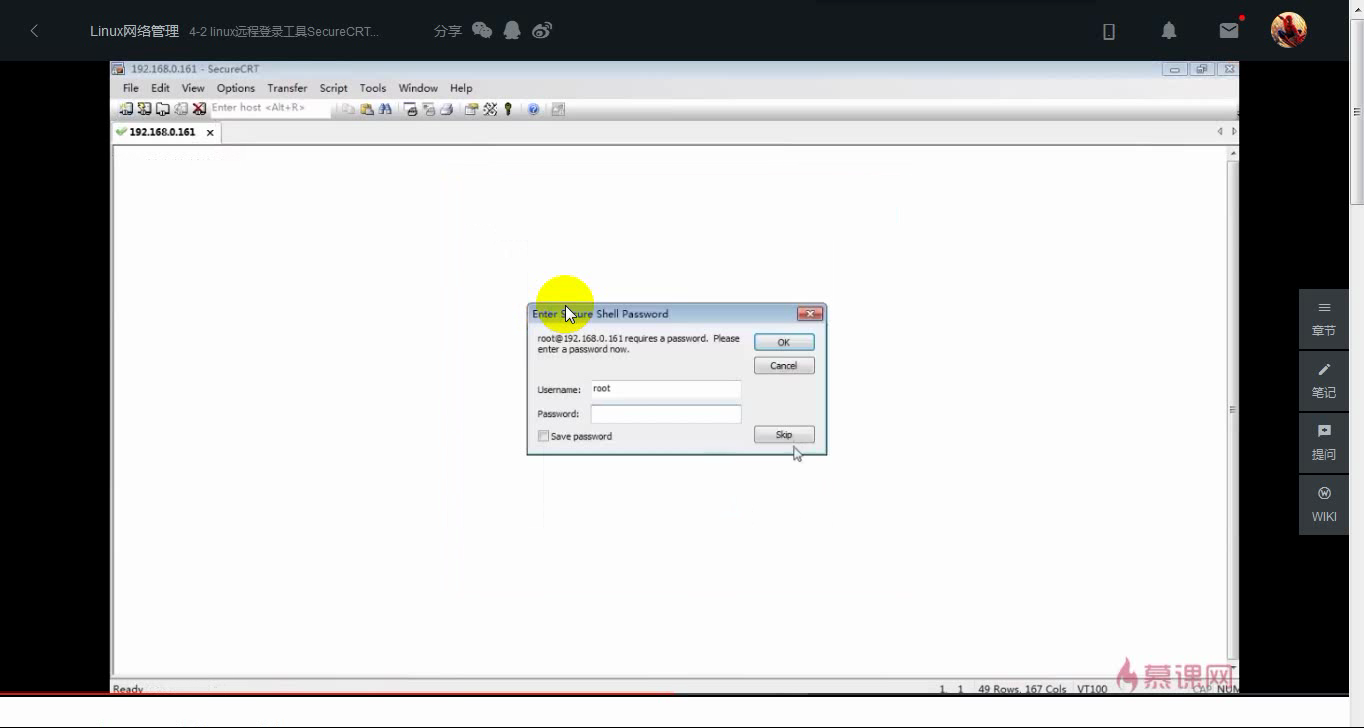 Linux网络管理 4-2 linux远程登录工具SecureCRT... 分享
192.168.0.161 - SecureCRT
File Edit View Options Transfer Script Tools Window Help
Enter host <Alt+R>
192.168.0.161
Enter Secure Shell Password
root@192.168.0.161 requires a password. Please
enter a password now.
OK
Cancel
Username: root
Password:
Save password
Skip
章节
笔记
提问
WIKI
慕课网
Ready 1, 1 49 Rows, 167 Cols VT100 CAP NUM